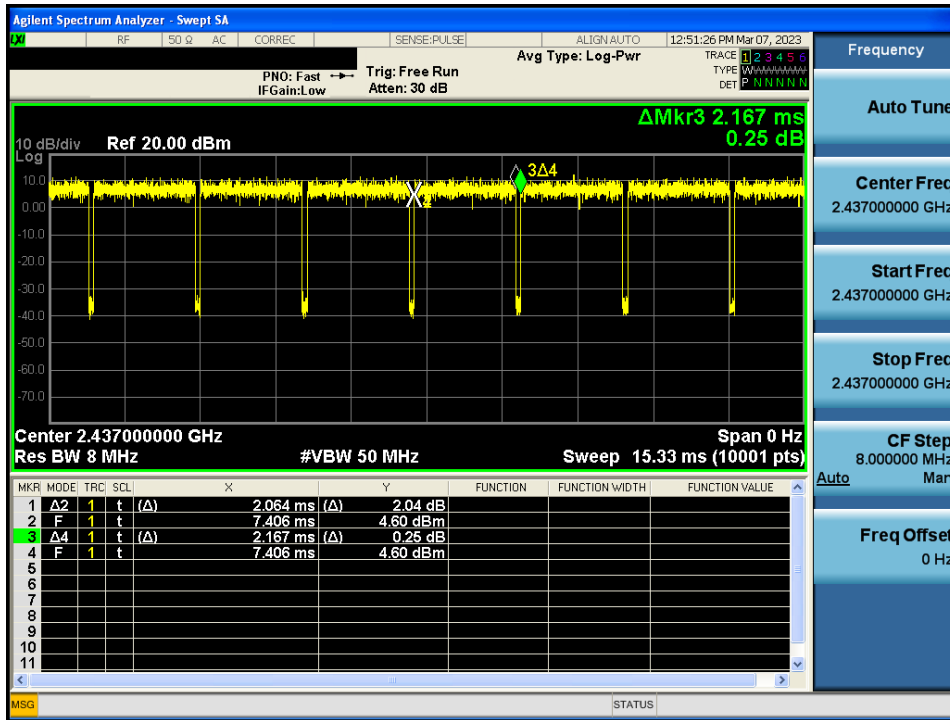 Agilent Spectrum Analyzer - Swept SA
LXI RF 50 Ω AC CORREC SENSE:PULSE ALIGN AUTO 12:51:26 PM Mar 07, 2023
PNO: Fast
IFGain:Low
Trig: Free Run
Atten: 30 dB
Avg Type: Log-Pwr
TRACE 1 2 3 4 5 6
TYPE WWWWWW
DET P N N N N N
ΔMkr3 2.167 ms
0.25 dB
10 dB/div
Log
Ref 20.00 dBm
10.0
0.00
-10.0
-20.0
-30.0
-40.0
-50.0
-60.0
-70.0
3Δ4
Center 2.437000000 GHz
Span 0 Hz
Res BW 8 MHz
#VBW 50 MHz
Sweep 15.33 ms (10001 pts)
MKR MODE TRC SCL X Y FUNCTION FUNCTION WIDTH FUNCTION VALUE
1 Δ2 1 t (Δ) 2.064 ms (Δ) 2.04 dB
2 F 1 t 7.406 ms 4.60 dBm
3 Δ4 1 t (Δ) 2.167 ms (Δ) 0.25 dB
4 F 1 t 7.406 ms 4.60 dBm
5
6
7
8
9
10
11
MSG
STATUS
Frequency
Auto Tune
Center Freq
2.437000000 GHz
Start Freq
2.437000000 GHz
Stop Freq
2.437000000 GHz
CF Step
8.000000 MHz
Auto Man
Freq Offset
0 Hz